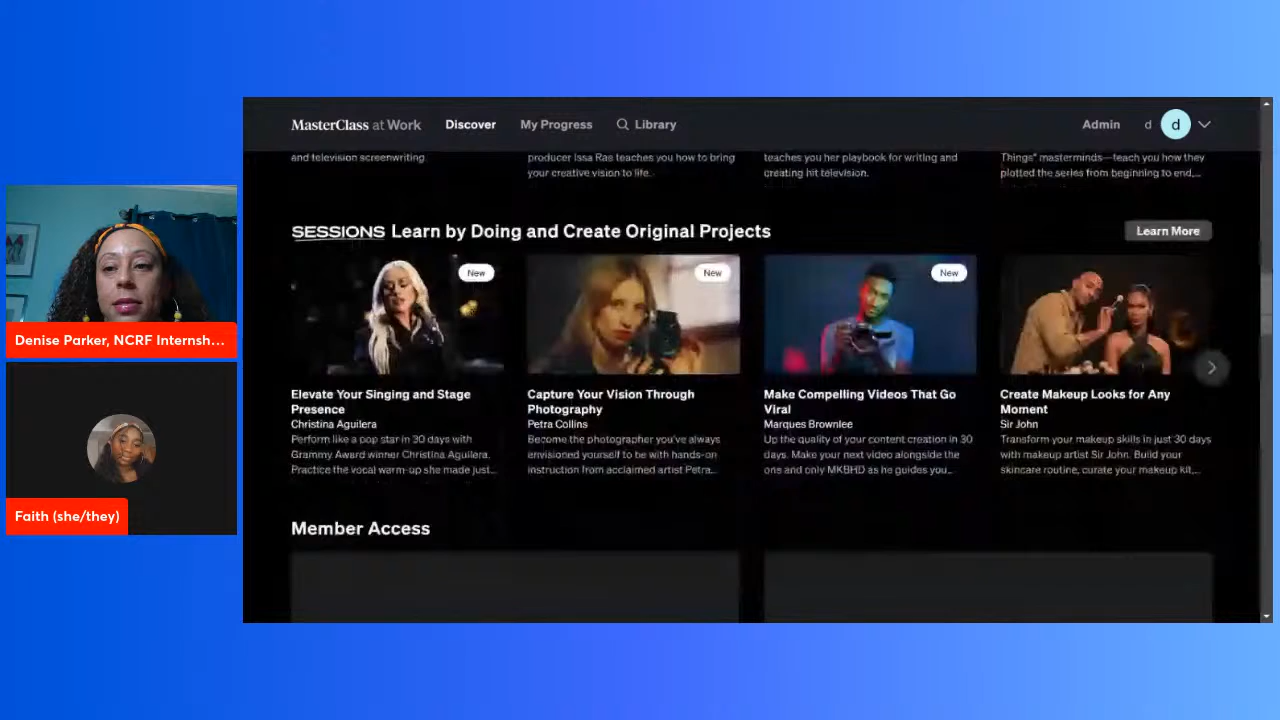 MasterClass at Work
Discover
My Progress
Library
Admin
d
d
and television screenwriting.
producer Issa Rae teaches you how to bring
your creative vision to life.
teaches you her playbook for writing and
creating hit television.
Things" masterminds—teach you how they
plotted the series from beginning to end,...
SESSIONS Learn by Doing and Create Original Projects
Learn More
New
New
New
Elevate Your Singing and Stage
Presence
Christina Aguilera
Perform like a pop star in 30 days with
Grammy Award winner Christina Aguilera.
Practice the vocal warm-up she made just...
Capture Your Vision Through
Photography
Petra Collins
Become the photographer you've always
envisioned yourself to be with hands-on
instruction from acclaimed artist Petra...
Make Compelling Videos That Go
Viral
Marques Brownlee
Up the quality of your content creation in 30
days. Make your next video alongside the
one and only MKBHD as he guides you...
Create Makeup Looks for Any
Moment
Sir John
Transform your makeup skills in just 30 days
with makeup artist Sir John. Build your
skincare routine, curate your makeup kit,...
Member Access
Denise Parker, NCRF Internsh...
Faith (she/they)